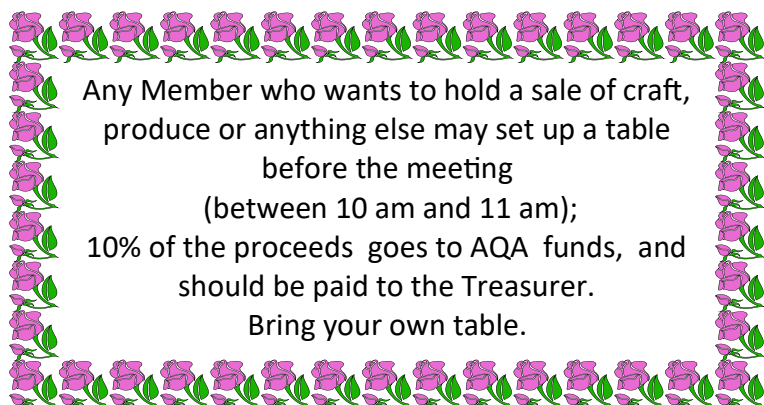 Any Member who wants to hold a sale of craft,
produce or anything else may set up a table
before the meeting
(between 10 am and 11 am);
10% of the proceeds  goes to AQA  funds,  and
should be paid to the Treasurer.
Bring your own table.